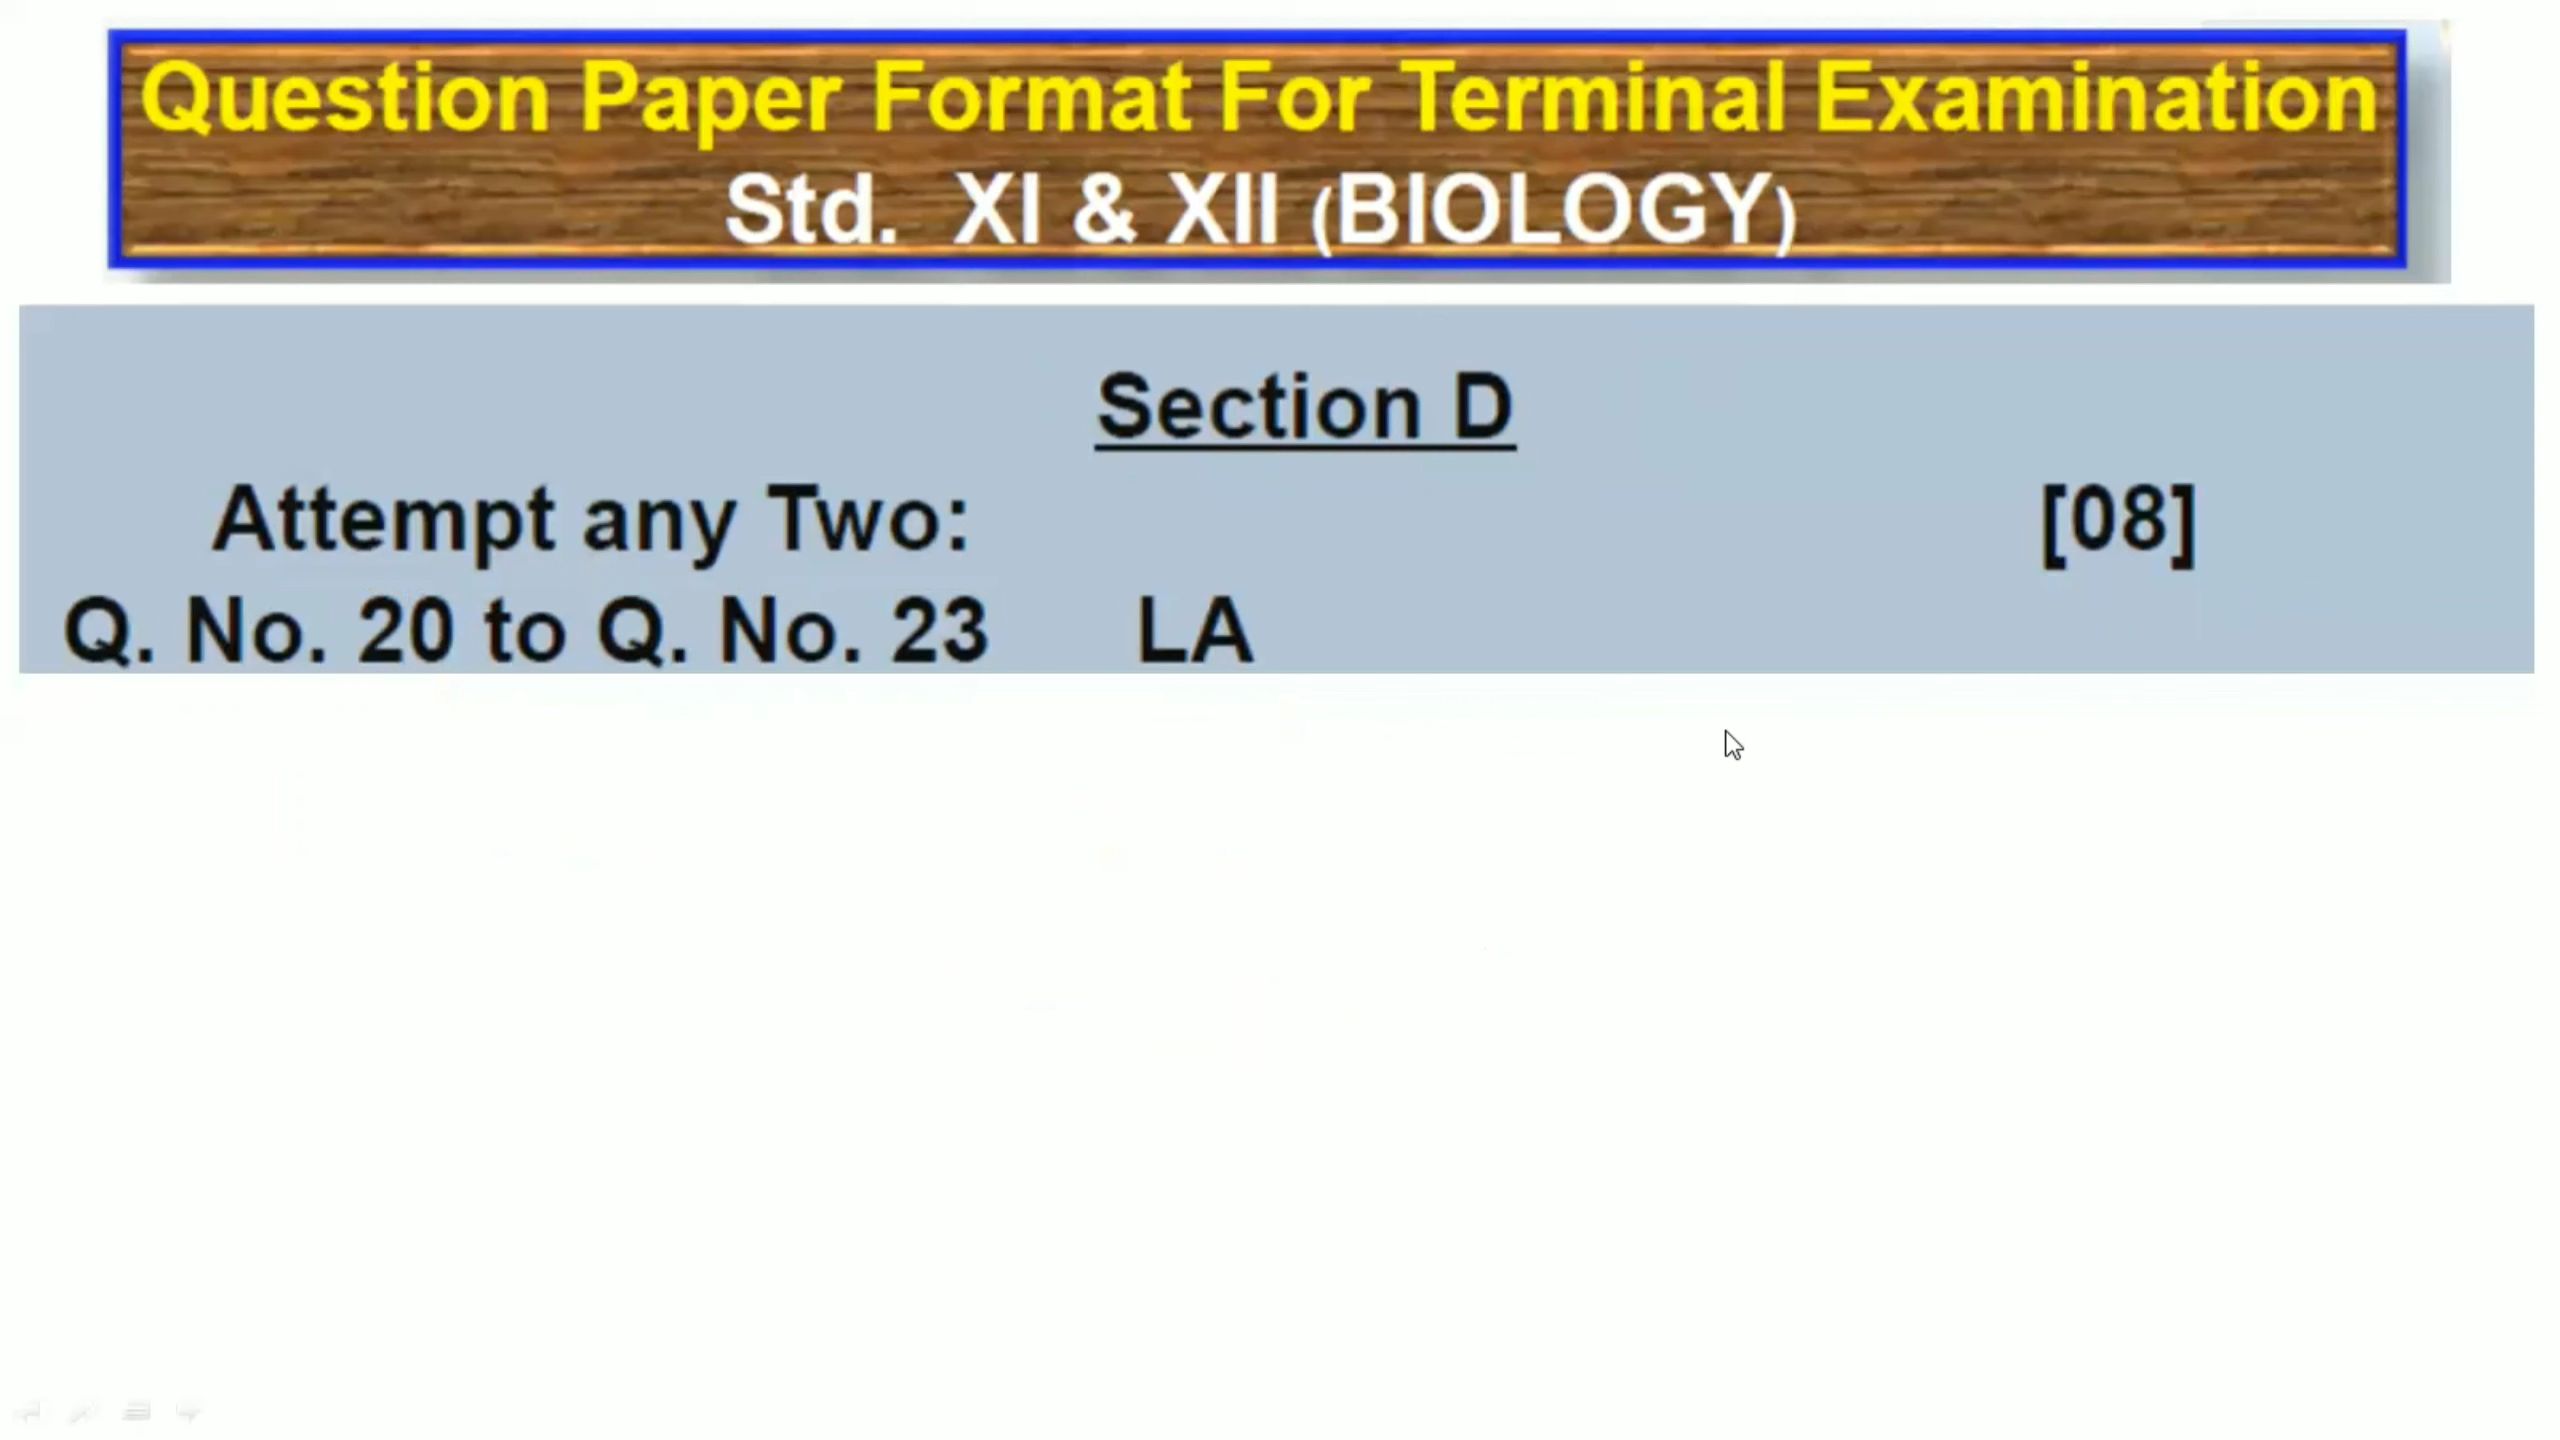 Question Paper Format For Terminal Examination
Std. XI & XII (BIOLOGY)
Section D
Attempt any Two: [08]
Q. No. 20 to Q. No. 23 LA